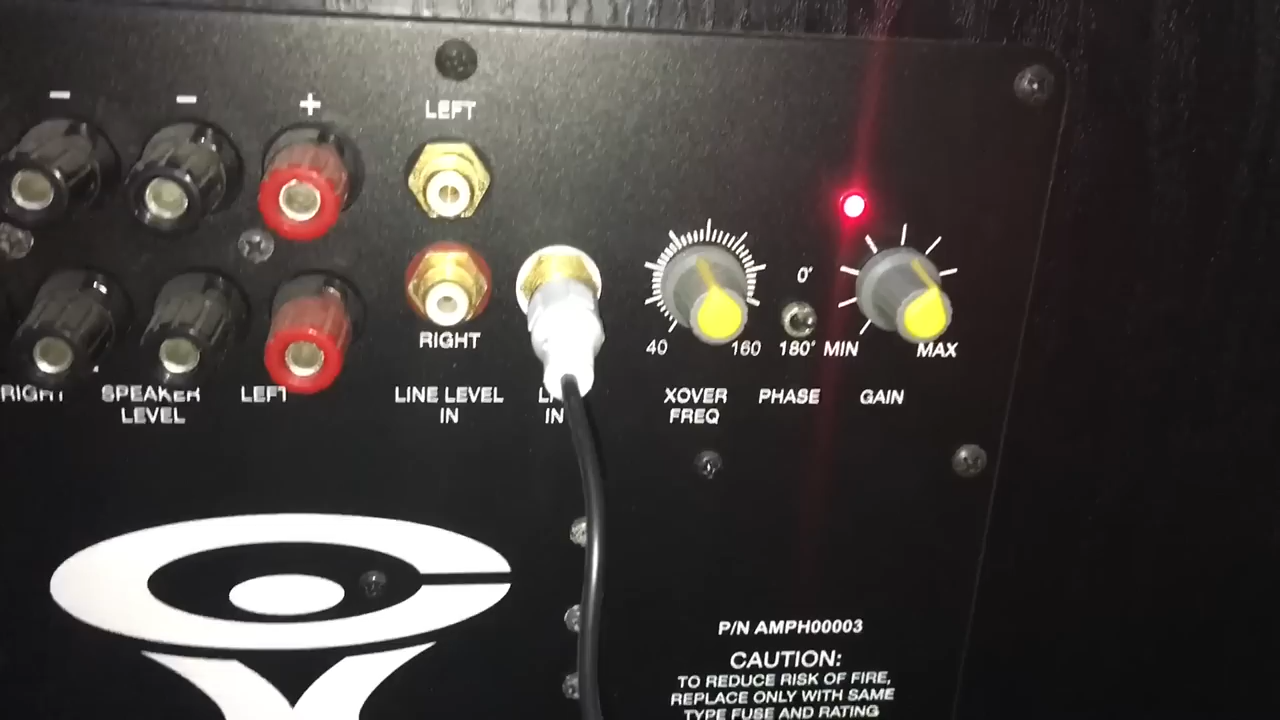 − − +
LEFT
0°
RIGHT
40 160 180° MIN MAX
RIGHT SPEAKER LEVEL LEFT
LINE LEVEL IN
IN
XOVER FREQ
PHASE
GAIN
P/N AMPH00003
CAUTION:
TO REDUCE RISK OF FIRE,
REPLACE ONLY WITH SAME
TYPE FUSE AND RATING